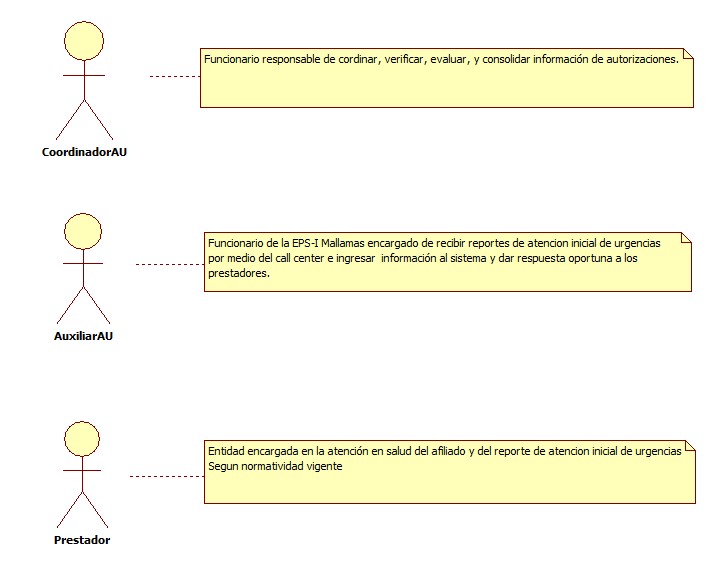 Funcionario responsable de cordinar, verificar, evaluar, y consolidar información de autorizaciones.
CoordinadorAU
Funcionario de la EPS-I Mallamas encargado de recibir reportes de atencion inicial de urgencias
por medio del call center e ingresar información al sistema y dar respuesta oportuna a los
prestadores.
AuxiliarAU
Entidad encargada en la atención en salud del afiliado y del reporte de atencion inicial de urgencias
Segun normatividad vigente
Prestador